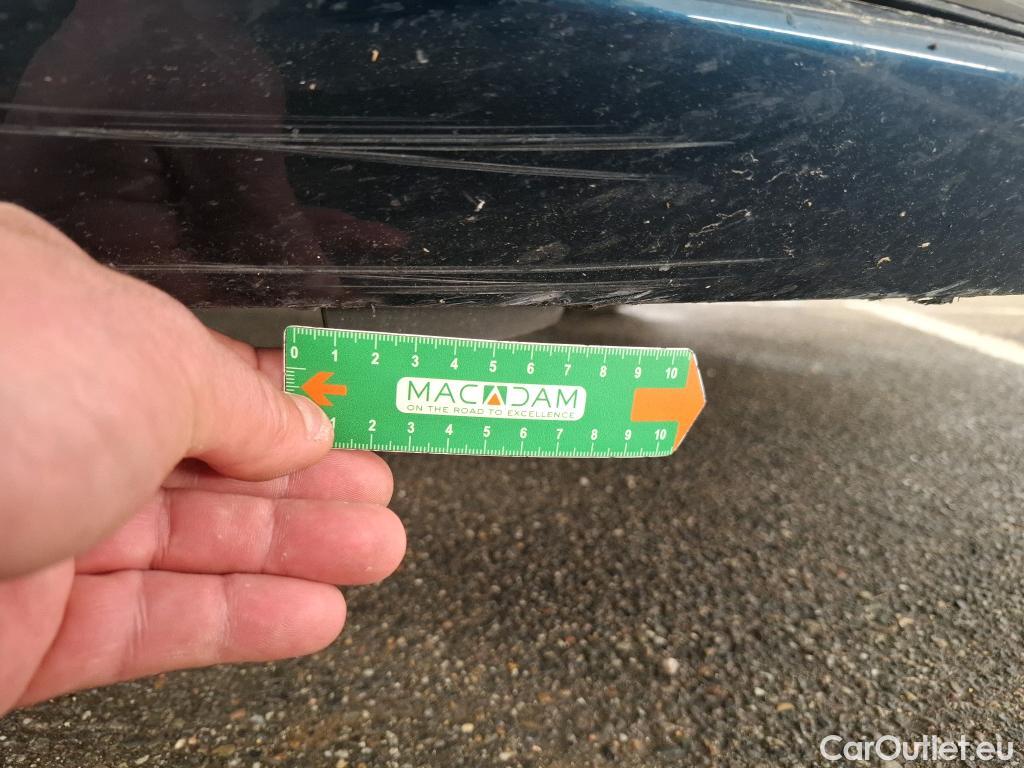 0 1 2 3 4 5 6 7 8 9 10
MACADAM
ON THE ROAD TO EXCELLENCE
1 2 3 4 5 6 7 8 9 10
CarOutlet.eu